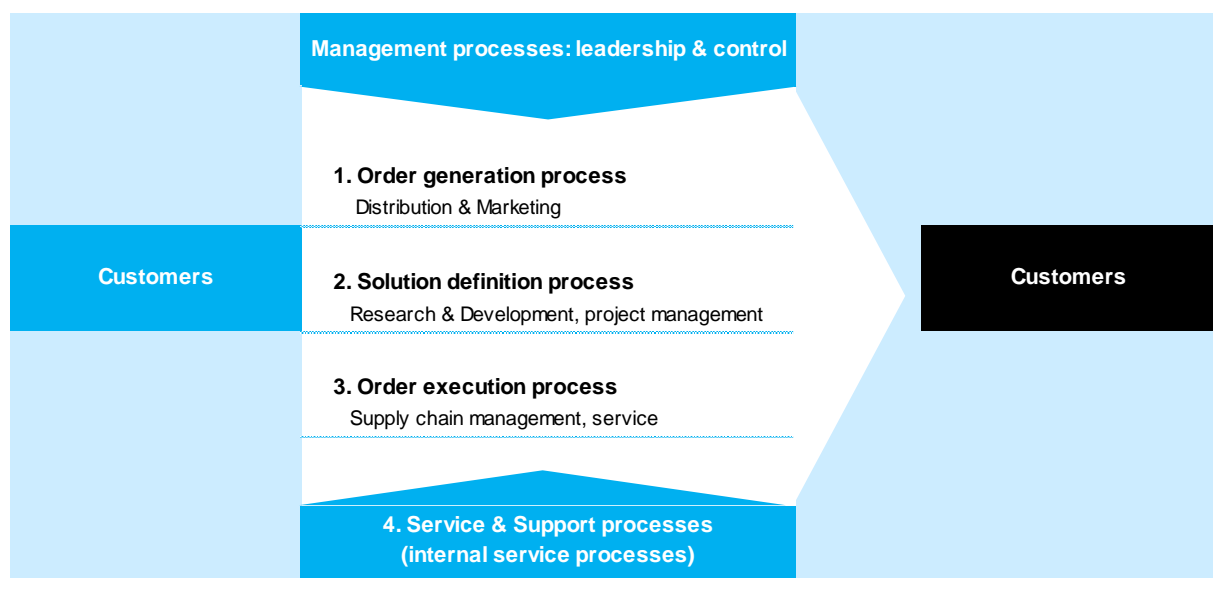 Management processes: leadership & control
1. Order generation process
Distribution & Marketing
Customers
2. Solution definition process
Research & Development, project management
Customers
3. Order execution process
Supply chain management, service
4. Service & Support processes
(internal service processes)